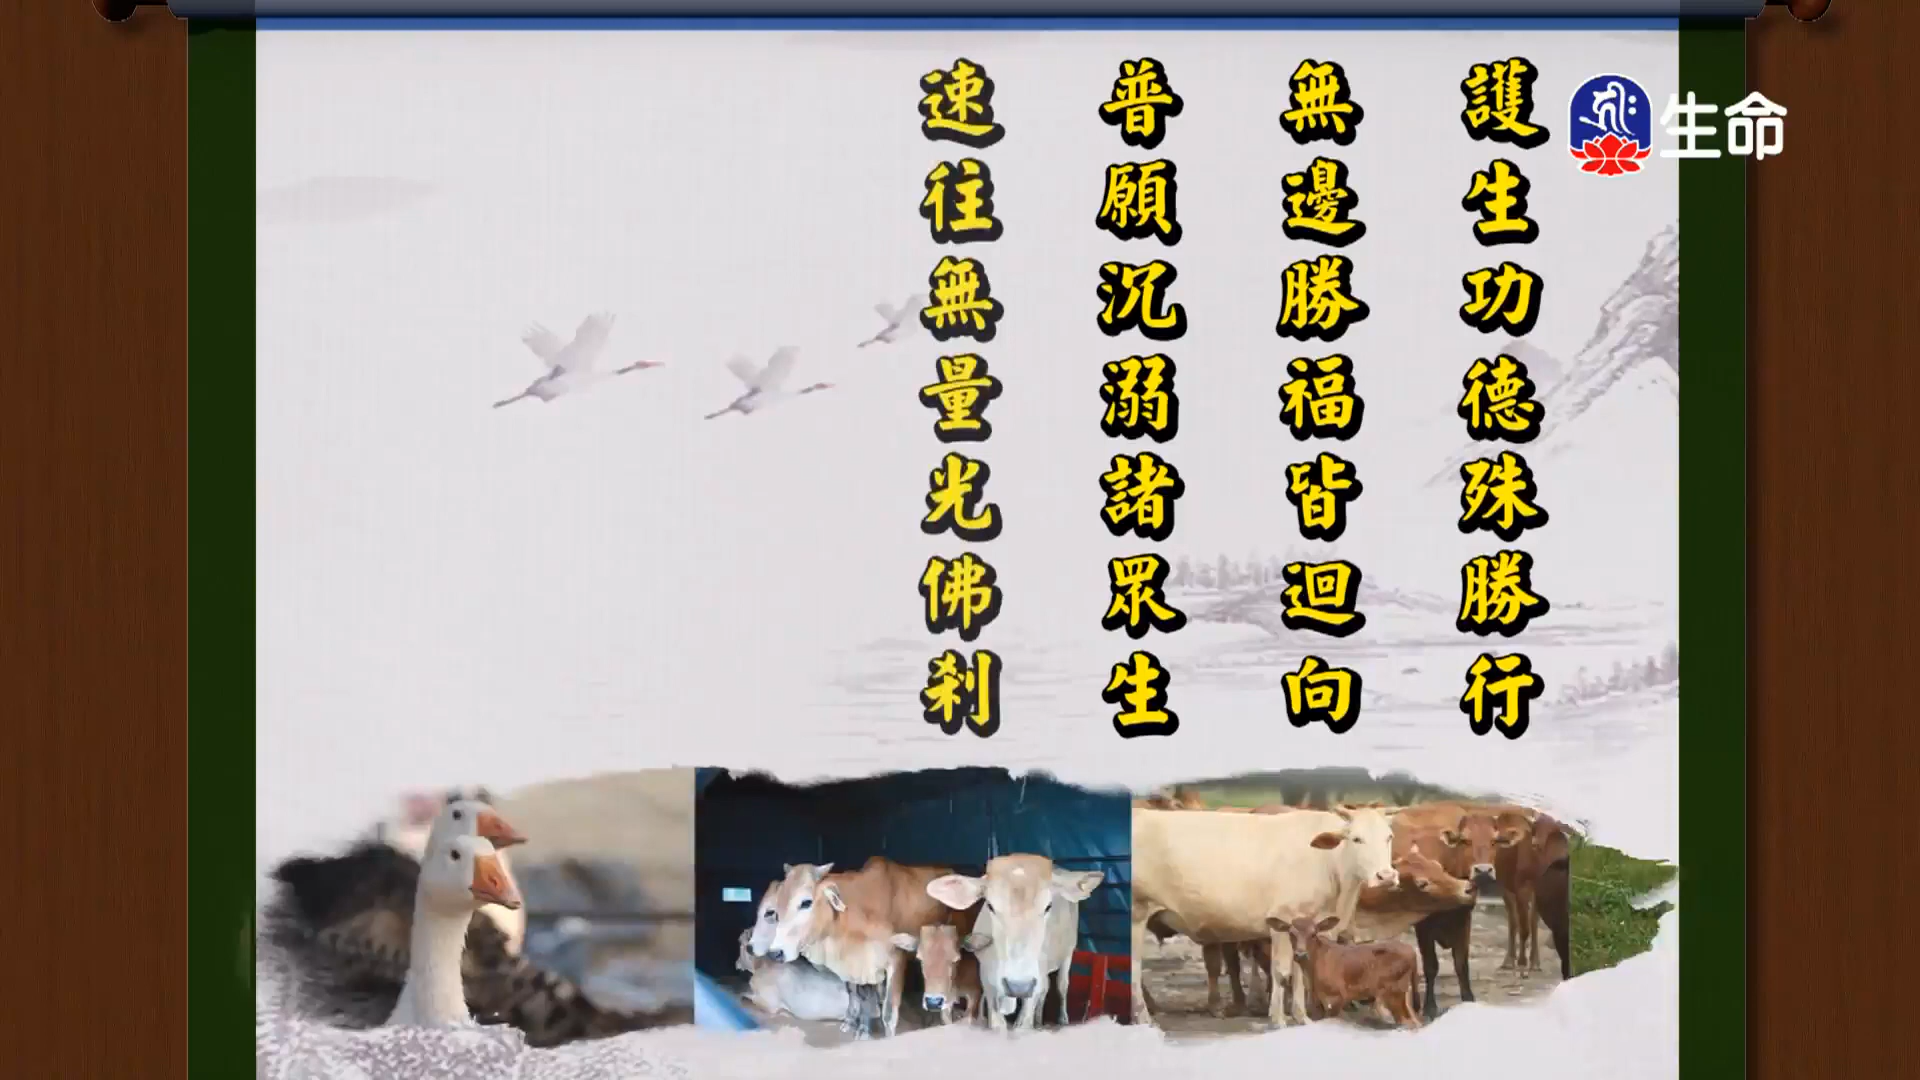 護生功德殊勝行
無邊勝福皆迴向
普願沉溺諸眾生
速往無量光佛剎
生命